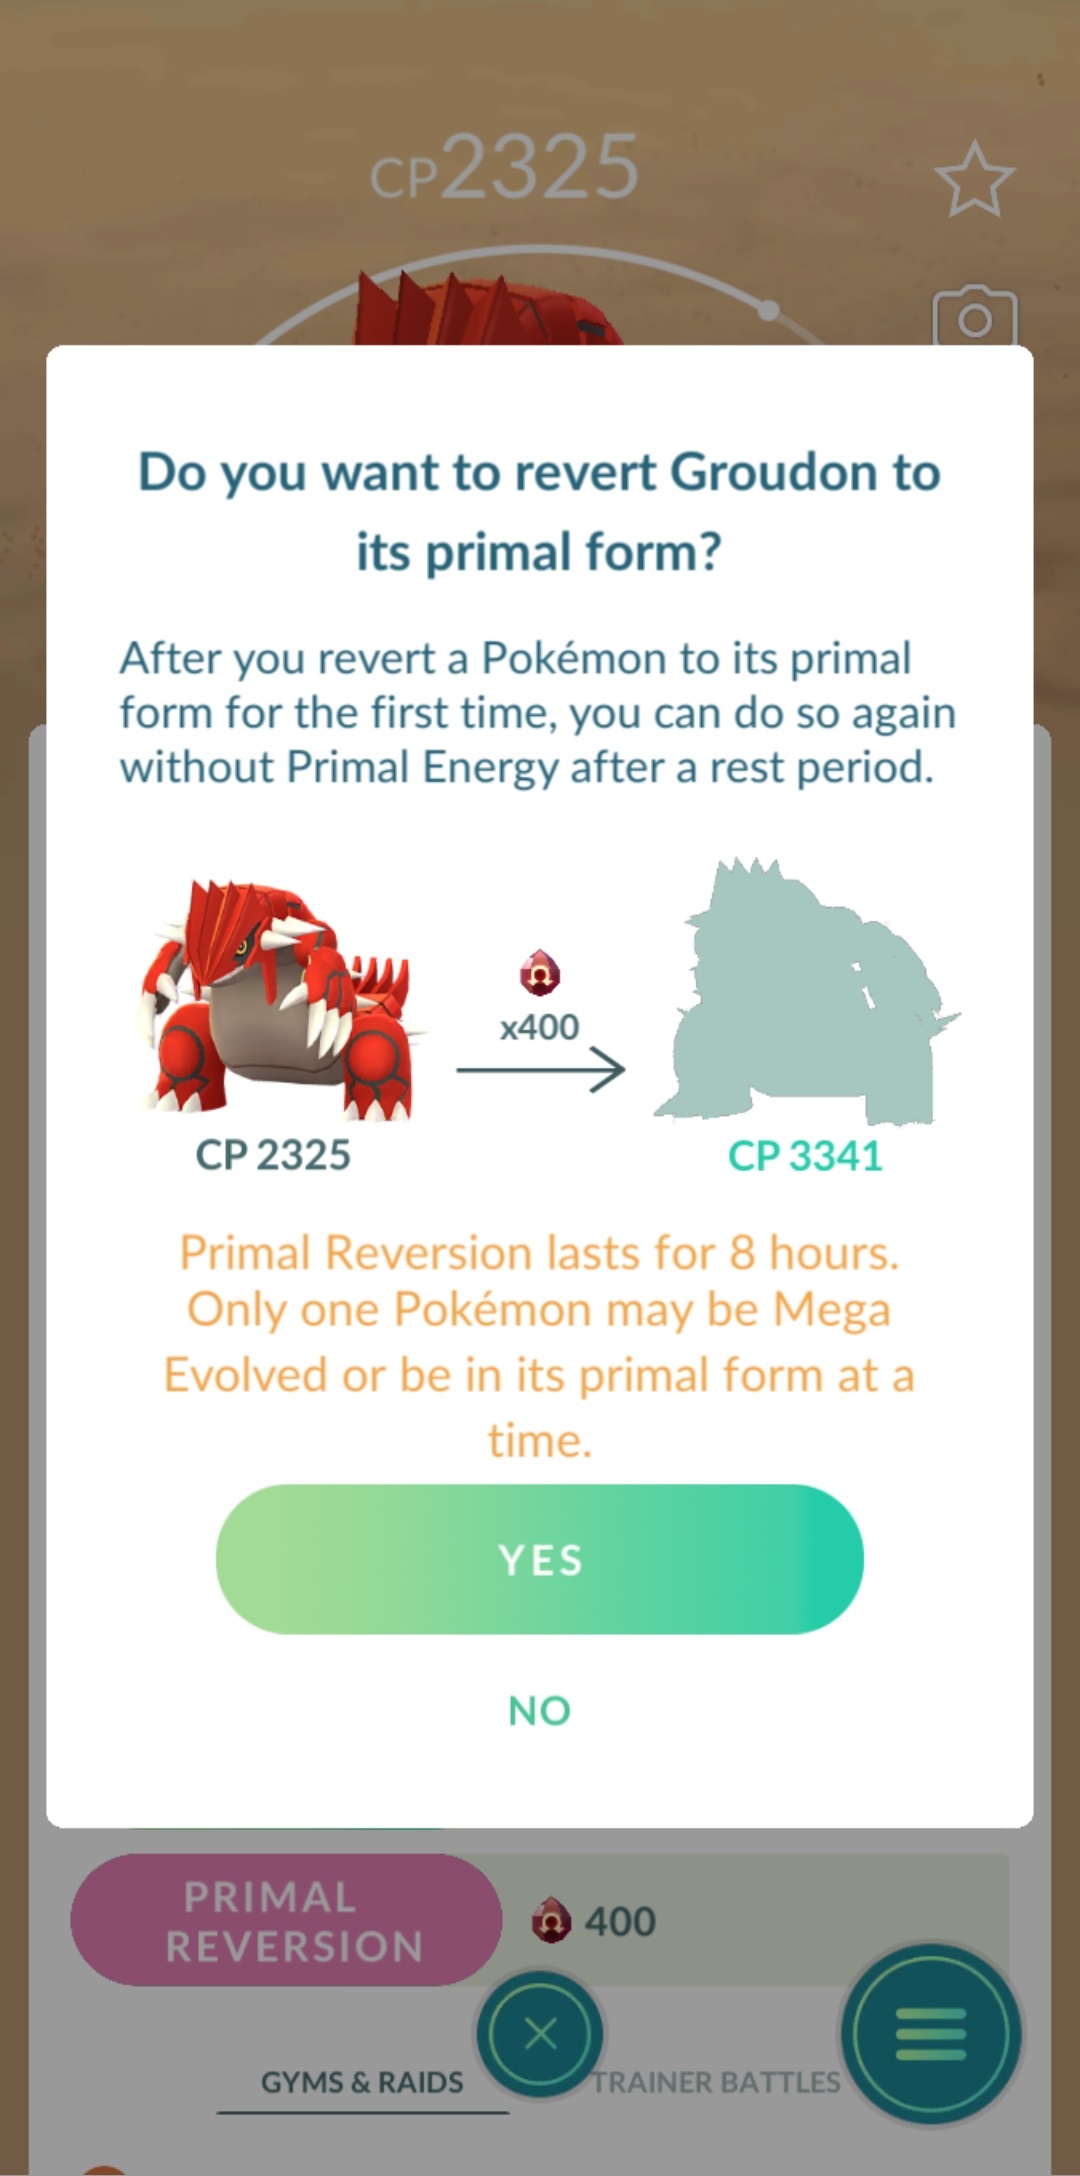 CP2325
Do you want to revert Groudon to
its primal form?
After you revert a Pokémon to its primal
form for the first time, you can do so again
without Primal Energy after a rest period.
x400
CP 2325
CP 3341
Primal Reversion lasts for 8 hours.
Only one Pokémon may be Mega
Evolved or be in its primal form at a
time.
YES
NO
PRIMAL
REVERSION
400
GYMS & RAIDS
TRAINER BATTLES